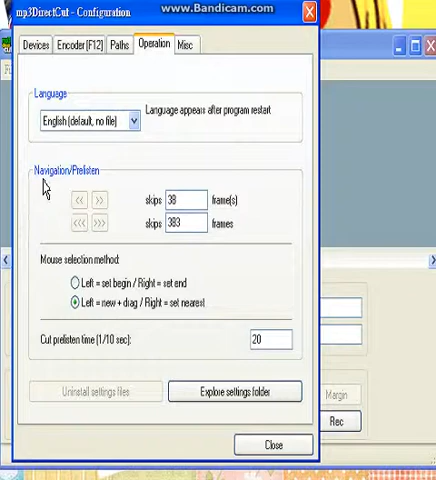 mp3DirectCut - Configuration
www.Bandicam.com
Devices Encoder [F12] Paths Operation Misc
Language
English (default, no file)
Language appears after program restart
Navigation/Prelisten
<< >> skips 38 frame(s)
<<< >>> skips 383 frames
Mouse selection method:
Left = set begin / Right = set end
Left = new + drag / Right = set nearest
Cut prelisten time (1/10 sec): 20
Uninstall settings files Explore settings folder
Margin
Rec
Close